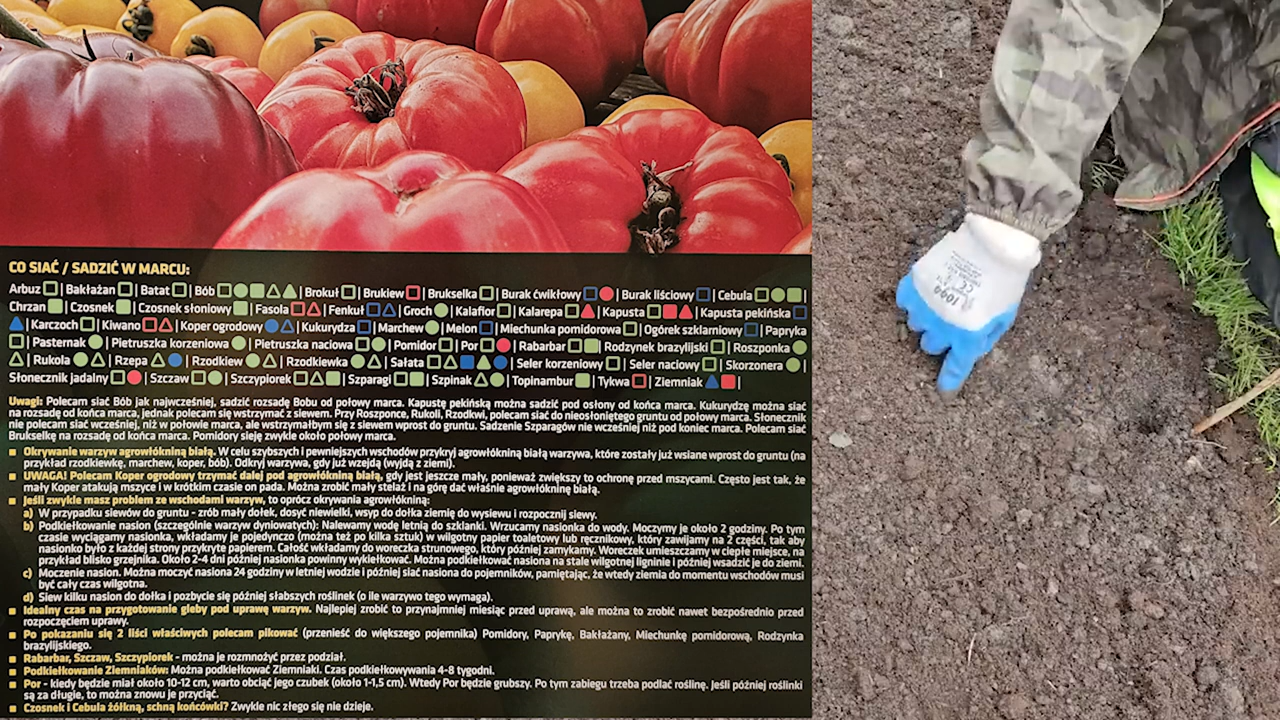 CO SIAĆ / SADZIĆ W MARCU:
Arbuz | Bakłażan | Batat | Bób | Brokuł | Brukiew | Brukselka | Burak ćwikłowy | Burak liściowy | Cebula |
Chrzan | Czosnek | Czosnek słoniowy | Fasola | Fenkuł | Groch | Kalafior | Kalarepa | Kapusta | Kapusta pekińska
| Karczoch | Kiwano | Koper ogrodowy | Kukurydza | Marchew | Melon | Miechunka pomidorowa | Ogórek szklarniowy | Papryka
| Pasternak | Pietruszka korzeniowa | Pietruszka naciowa | Pomidor | Por | Rabarbar | Rodzynek brazylijski | Roszponka
| Rukola | Rzepa | Rzodkiew | Rzodkiewka | Sałata | Seler korzeniowy | Seler naciowy | Skorzonera |
Słonecznik jadalny | Szczaw | Szczypiorek | Szparagi | Szpinak | Topinambur | Tykwa | Ziemniak |
Uwagi: Polecam siać Bób jak najwcześniej, sadzić rozsadę Bobu od połowy marca. Kapustę pekińską można sadzić pod osłony od końca marca. Kukurydzę można siać
na rozsadę od końca marca, jednak polecam się wstrzymać z siewem. Przy Roszponce, Rukoli, Rzodkwi, polecam siać do nieosłoniętego gruntu od połowy marca. Słonecznik
nie polecam siać wcześniej, niż w połowie marca, ale wstrzymałbym się z siewem wprost do gruntu. Sadzenie Szparagów nie wcześniej niż pod koniec marca. Polecam siać
Brukselkę na rozsadę od końca marca. Pomidory sieję zwykle około połowy marca.
Okrywanie warzyw agrowłókniną białą. W celu szybszych i pewniejszych wschodów przykryj agrowłókniną białą warzywa, które zostały już wsiane wprost do gruntu (na
przykład rzodkiewkę, marchew, koper, bób). Odkryj warzywa, gdy już wzejdą (wyjdą z ziemi).
UWAGA! Polecam Koper ogrodowy trzymać dalej pod agrowłókniną białą, gdy jest jeszcze mały, ponieważ zwiększy to ochronę przed mszycami. Często jest tak, że
mały Koper atakują mszyce i w krótkim czasie on pada. Można zrobić mały stelaż i na górę dać właśnie agrowłókninę białą.
Jeśli zwykle masz problem ze wschodami warzyw, to oprócz okrywania agrowłókniną:
a) W przypadku siewów do gruntu - zrób mały dołek, dosyć niewielki, wsyp do dołka ziemię do wysiewu i rozpocznij siewy.
b) Podkiełkowanie nasion (szczególnie warzyw dyniowatych): Nalewamy wodę letnią do szklanki. Wrzucamy nasionka do wody. Moczymy je około 2 godziny. Po tym
czasie wyciągamy nasionka, wkładamy je pojedynczo (można też po kilka sztuk) w wilgotny papier toaletowy lub ręcznikowy, który zawijamy na 2 części, tak aby
nasionko było z każdej strony przykryte papierem. Całość wkładamy do woreczka strunowego, który później zamykamy. Woreczek umieszczamy w ciepłe miejsce, na
przykład blisko grzejnika. Około 2-4 dni później nasionka powinny wykiełkować. Można podkiełkować nasionka na stale wilgotnej ligninie i później wsadzić je do ziemi.
c) Moczenie nasion. Można moczyć nasiona 24 godziny w letniej wodzie i później siać nasiona do pojemników, pamiętając, że wtedy ziemia do momentu wschodów musi
być cały czas wilgotna.
d) Siew kilku nasion do dołka i pozbycie się później słabszych roślinek (o ile warzywo tego wymaga).
Idealny czas na przygotowanie gleby pod uprawę warzyw. Najlepiej zrobić to przynajmniej miesiąc przed uprawą, ale można to zrobić nawet bezpośrednio przed
rozpoczęciem uprawy.
Po pokazaniu się 2 liści właściwych polecam pikować (przenieść do większego pojemnika) Pomidory, Paprykę, Bakłażany, Miechunkę pomidorową, Rodzynka
brazylijskiego.
Rabarbar, Szczaw, Szczypiorek - można je rozmnożyć przez podział.
Podkiełkowanie Ziemniaków: Można podkiełkować Ziemniaki. Czas podkiełkowywania 4-8 tygodni.
Por - kiedy będzie miał około 10-12 cm, warto obciąć jego czubek (około 1-1,5 cm). Wtedy Por będzie grubszy. Po tym zabiegu trzeba podlać roślinę. Jeśli później roślinki
są za długie, to można znowu je przyciąć.
Czosnek i Cebula żółkną, schną końcówki? Zwykle nic złego się nie dzieje.